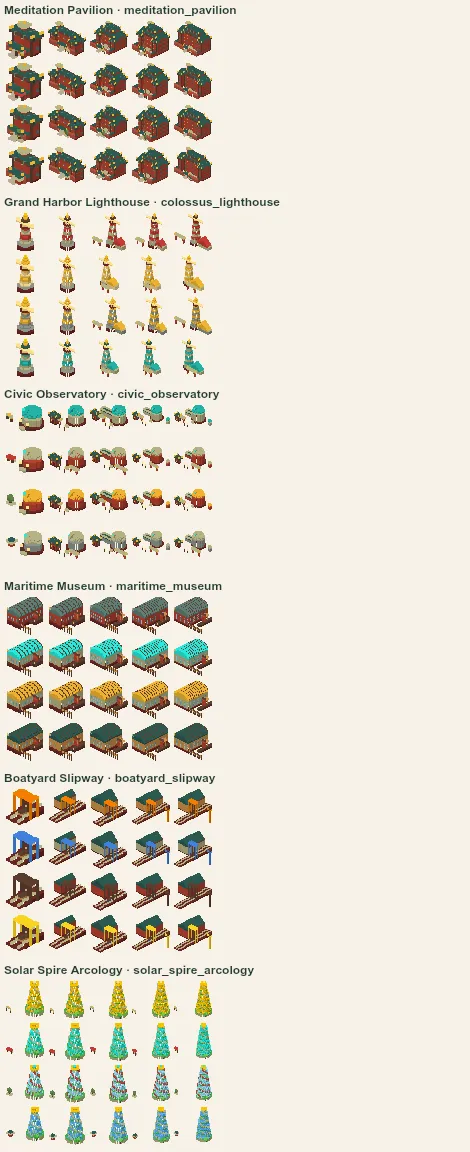 Meditation Pavilion · meditation_pavilion
Grand Harbor Lighthouse · colossus_lighthouse
Civic Observatory · civic_observatory
Maritime Museum · maritime_museum
Boatyard Slipway · boatyard_slipway
Solar Spire Arcology · solar_spire_arcology